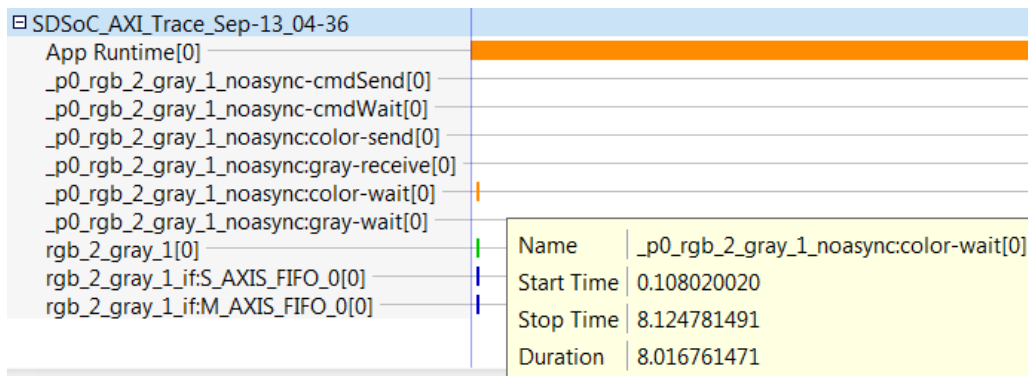 SDSoC_AXI_Trace_Sep-13_04-36
App Runtime[0]
_p0_rgb_2_gray_1_noasync-cmdSend[0]
_p0_rgb_2_gray_1_noasync-cmdWait[0]
_p0_rgb_2_gray_1_noasync:color-send[0]
_p0_rgb_2_gray_1_noasync:gray-receive[0]
_p0_rgb_2_gray_1_noasync:color-wait[0]
_p0_rgb_2_gray_1_noasync:gray-wait[0]
rgb_2_gray_1[0]
rgb_2_gray_1_if:S_AXIS_FIFO_0[0]
rgb_2_gray_1_if:M_AXIS_FIFO_0[0]
Name _p0_rgb_2_gray_1_noasync:color-wait[0]
Start Time 0.108020020
Stop Time 8.124781491
Duration 8.016761471